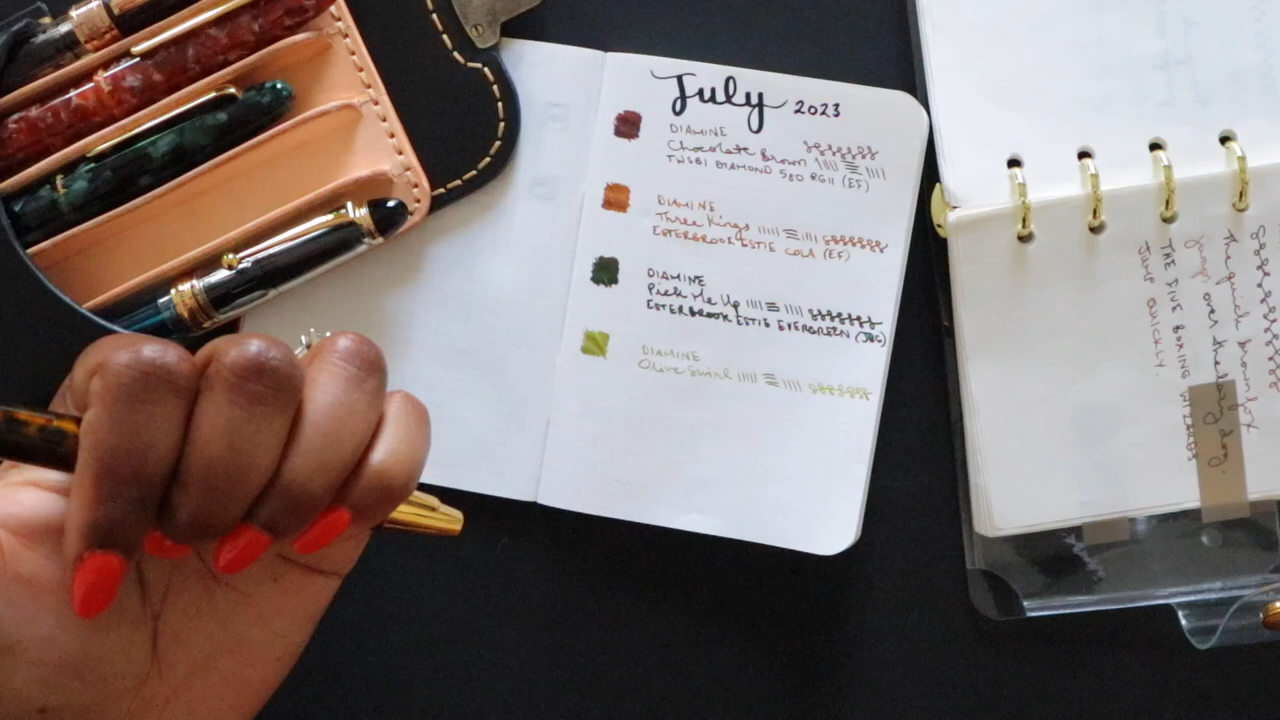 July 2023
DIAMINE
Chocolate Brown
TWSBI DIAMOND 580 RGII (EF)
DIAMINE
Three Kings
ESTERBROOK ESTIE COLA (EF)
DIAMINE
Pick Me Up
ESTERBROOK ESTIE EVERGREEN (JBG)
DIAMINE
Olive Swirl
The quick brown fox
jumps over the lazy dog.
THE FIVE BOXING WIZARDS
JUMP QUICKLY.